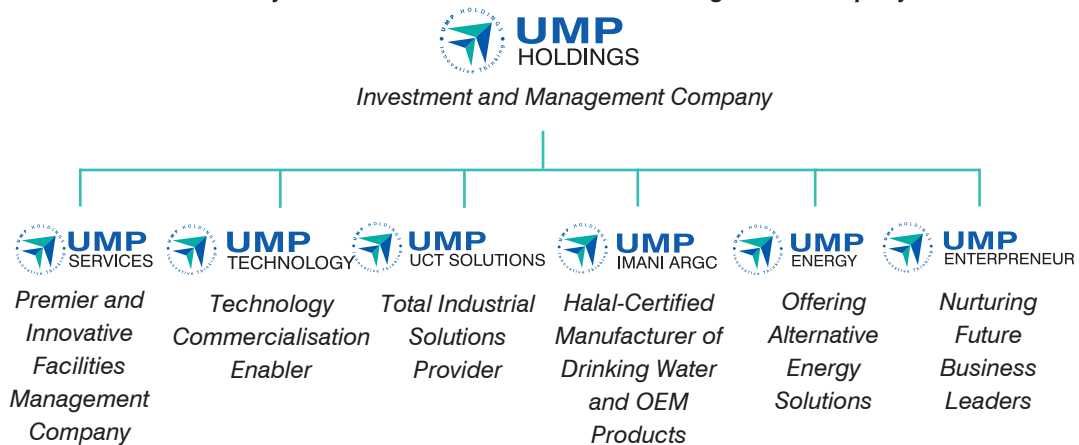 UMP
HOLDINGS
Investment and Management Company
UMP
SERVICES
Premier and
Innovative
Facilities
Management
Company
UMP
TECHNOLOGY
Technology
Commercialisation
Enabler
UMP
UCT SOLUTIONS
Total Industrial
Solutions
Provider
UMP
IMANI ARGC
Halal-Certified
Manufacturer of
Drinking Water
and OEM
Products
UMP
ENERGY
Offering
Alternative
Energy
Solutions
UMP
ENTERPRENEUR
Nurturing
Future
Business
Leaders